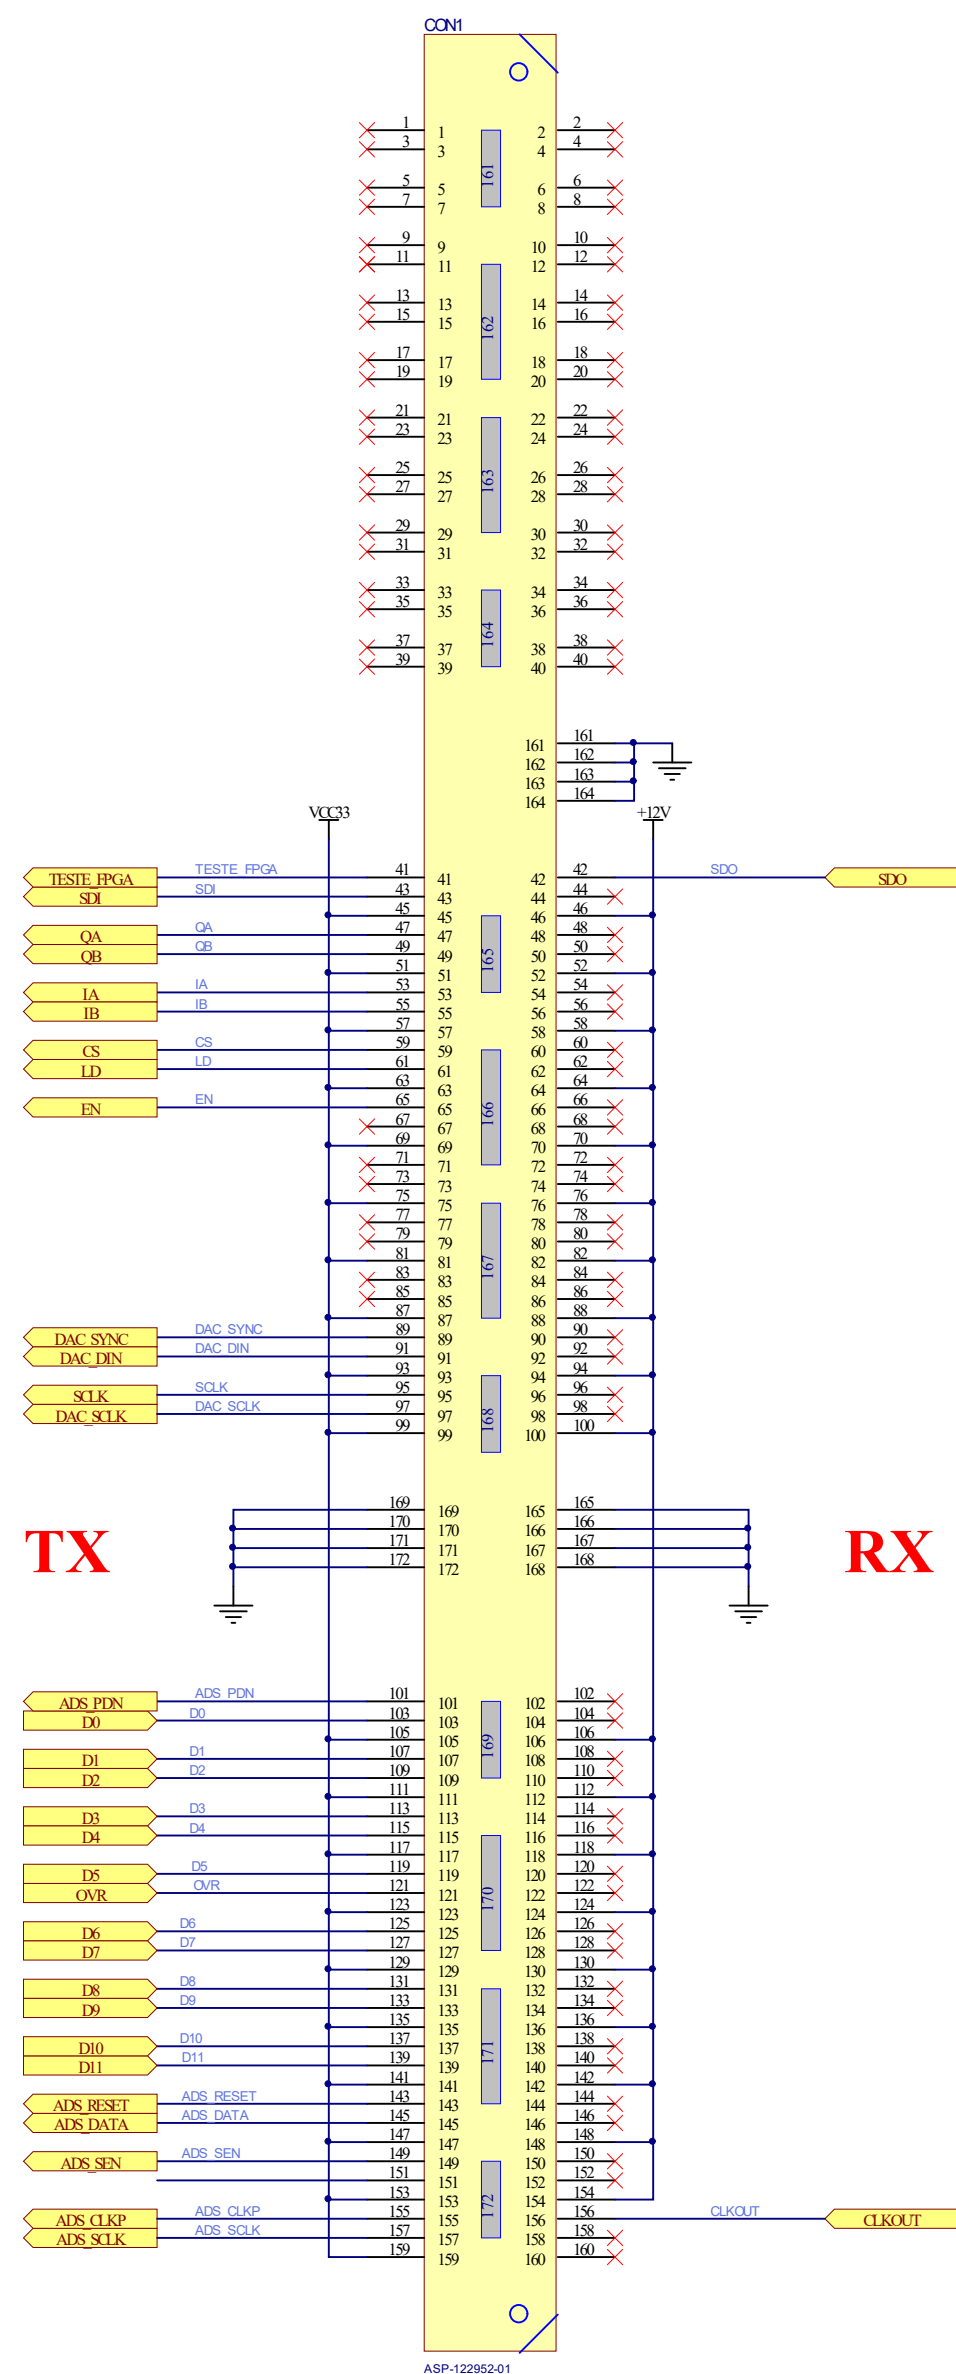 CON1
1 1 2 2
3 3 4 4
161
5 5 6 6
7 7 8 8
9 9 10 10
11 11 12 12
13 13 14 14
15 15 16 16
162
17 17 18 18
19 19 20 20
21 21 22 22
23 23 24 24
25 25 26 26
163
27 27 28 28
29 29 30 30
31 31 32 32
33 33 34 34
35 35 36 36
164
37 37 38 38
39 39 40 40
161 161
162 162
163 163
164 164
VCC33 +12V
TESTE_FPGA TESTE_FPGA 41 41 42 42 SDO SDO
SDI SDI 43 43 44 44
45 45 46 46
QA QA 47 47 48 48
QB QB 49 49 165 50 50
51 51 52 52
IA IA 53 53 54 54
IB IB 55 55 56 56
57 57 58 58
CS CS 59 59 60 60
LD LD 61 61 62 62
63 63 64 64
EN EN 65 65 166 66 66
67 67 68 68
69 69 70 70
71 71 72 72
73 73 74 74
75 75 76 76
77 77 78 78
79 79 80 80
81 81 167 82 82
83 83 84 84
85 85 86 86
87 87 88 88
DAC_SYNC DAC_SYNC 89 89 90 90
DAC_DIN DAC_DIN 91 91 92 92
93 93 94 94
SCLK SCLK 95 95 96 96
DAC_SCLK DAC_SCLK 97 97 168 98 98
99 99 100 100
169 169 165 165
170 170 166 166
171 171 167 167
172 172 168 168
TX RX
ADS_PDN ADS_PDN 101 101 102 102
D0 D0 103 103 104 104
105 105 169 106 106
D1 D1 107 107 108 108
D2 D2 109 109 110 110
111 111 112 112
D3 D3 113 113 114 114
D4 D4 115 115 116 116
117 117 118 118
D5 D5 119 119 120 120
OVR OVR 121 121 170 122 122
123 123 124 124
D6 D6 125 125 126 126
D7 D7 127 127 128 128
129 129 130 130
D8 D8 131 131 132 132
D9 D9 133 133 134 134
135 135 136 136
D10 D10 137 137 171 138 138
D11 D11 139 139 140 140
141 141 142 142
ADS_RESET ADS_RESET 143 143 144 144
ADS_DATA ADS_DATA 145 145 146 146
147 147 148 148
ADS_SEN ADS_SEN 149 149 150 150
151 151 152 152
153 153 172 154 154
ADS_CLKP ADS_CLKP 155 155 156 156 CLKOUT CLKOUT
ADS_SCLK ADS_SCLK 157 157 158 158
159 159 160 160
ASP-122952-01